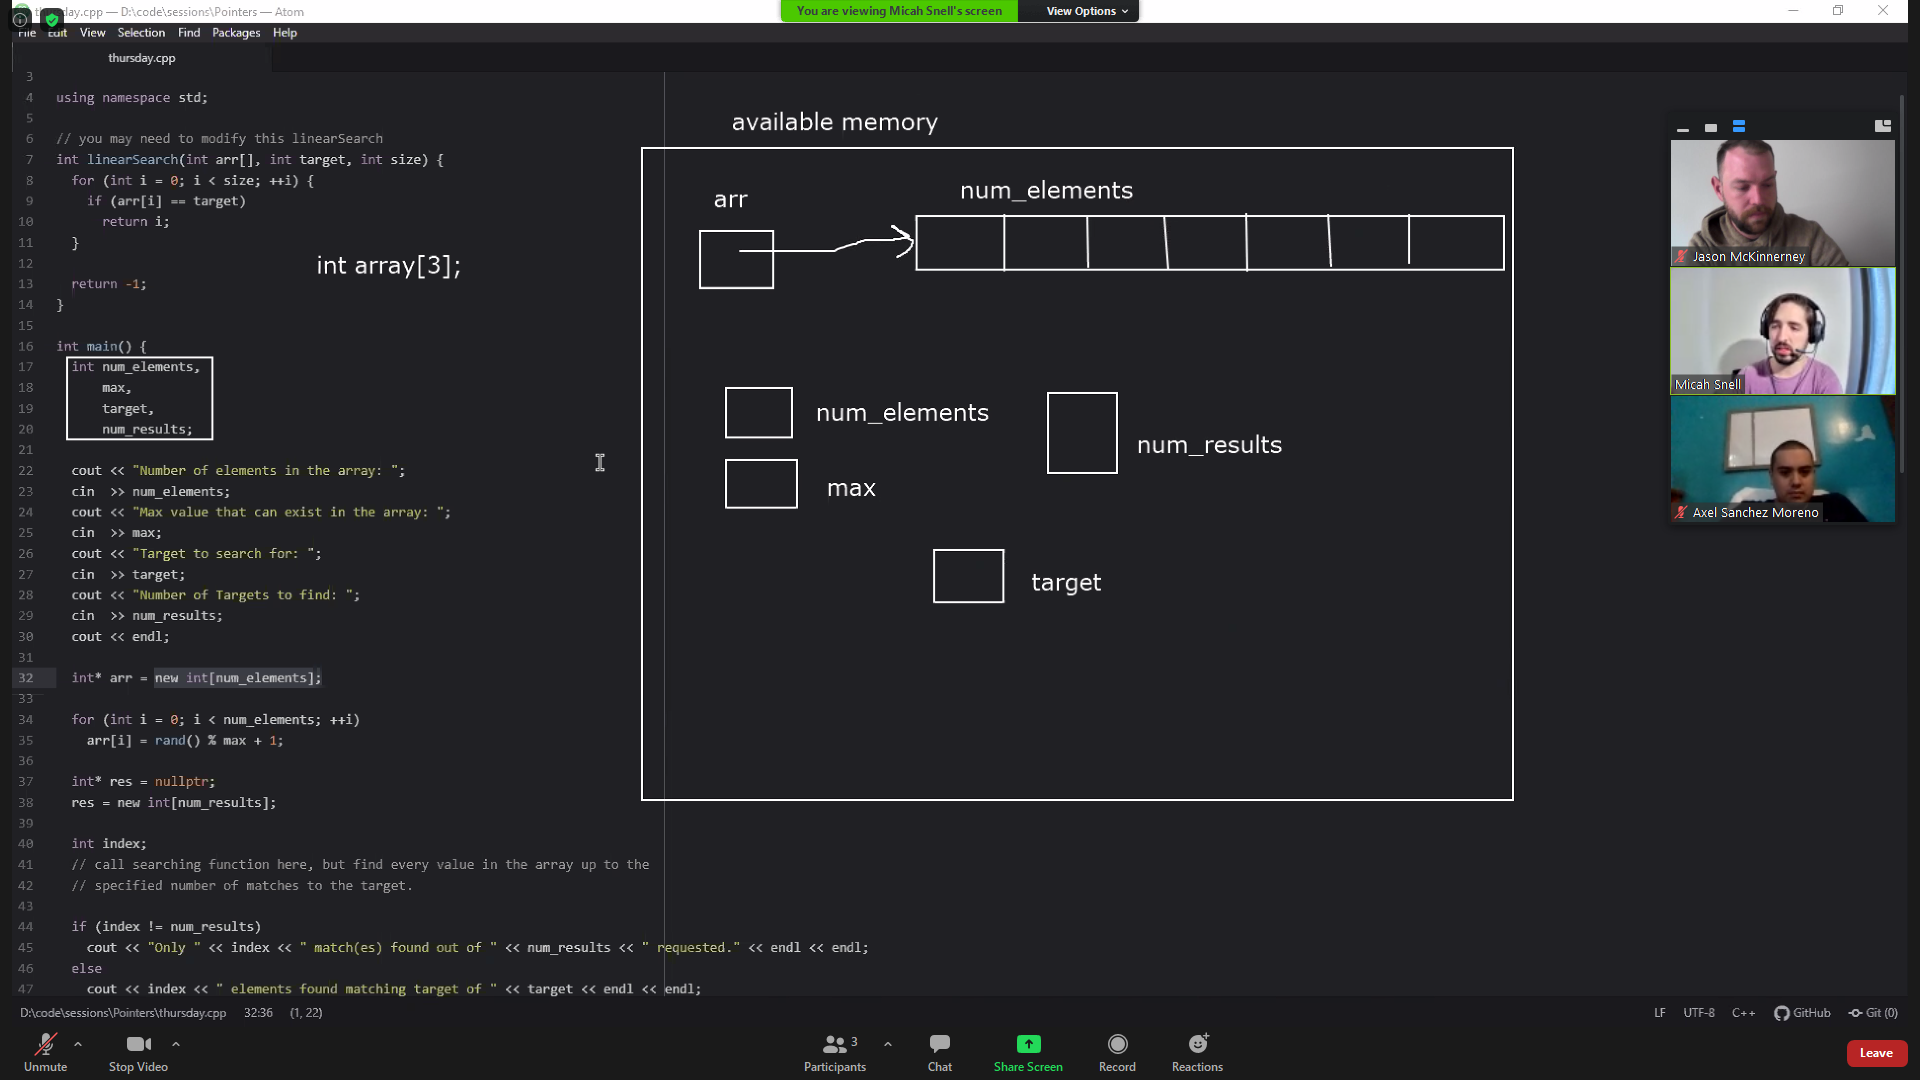 thursday.cpp — D:\code\sessions\Pointers — Atom
You are viewing Micah Snell's screen
View Options
File Edit View Selection Find Packages Help
thursday.cpp
3
4 using namespace std;
5
6 // you may need to modify this linearSearch
7 int linearSearch(int arr[], int target, int size) {
8 for (int i = 0; i < size; ++i) {
9 if (arr[i] == target)
10 return i;
11 }
12
13 return -1;
14 }
15
16 int main() {
17 int num_elements,
18 max,
19 target,
20 num_results;
21
22 cout << "Number of elements in the array: ";
23 cin >> num_elements;
24 cout << "Max value that can exist in the array: ";
25 cin >> max;
26 cout << "Target to search for: ";
27 cin >> target;
28 cout << "Number of Targets to find: ";
29 cin >> num_results;
30 cout << endl;
31
32 int* arr = new int[num_elements];
33
34 for (int i = 0; i < num_elements; ++i)
35 arr[i] = rand() % max + 1;
36
37 int* res = nullptr;
38 res = new int[num_results];
39
40 int index;
41 // call searching function here, but find every value in the array up to the
42 // specified number of matches to the target.
43
44 if (index != num_results)
45 cout << "Only " << index << " match(es) found out of " << num_results << " requested." << endl << endl;
46 else
47 cout << index << " elements found matching target of " << target << endl << endl;
int array[3];
available memory
arr
num_elements
num_elements
num_results
max
target
Jason McKinnerney
Micah Snell
Axel Sanchez Moreno
D:\code\sessions\Pointers\thursday.cpp 32:36 (1, 22)
LF UTF-8 C++ GitHub Git (0)
Unmute
Stop Video
Participants 3
Chat
Share Screen
Record
Reactions
Leave